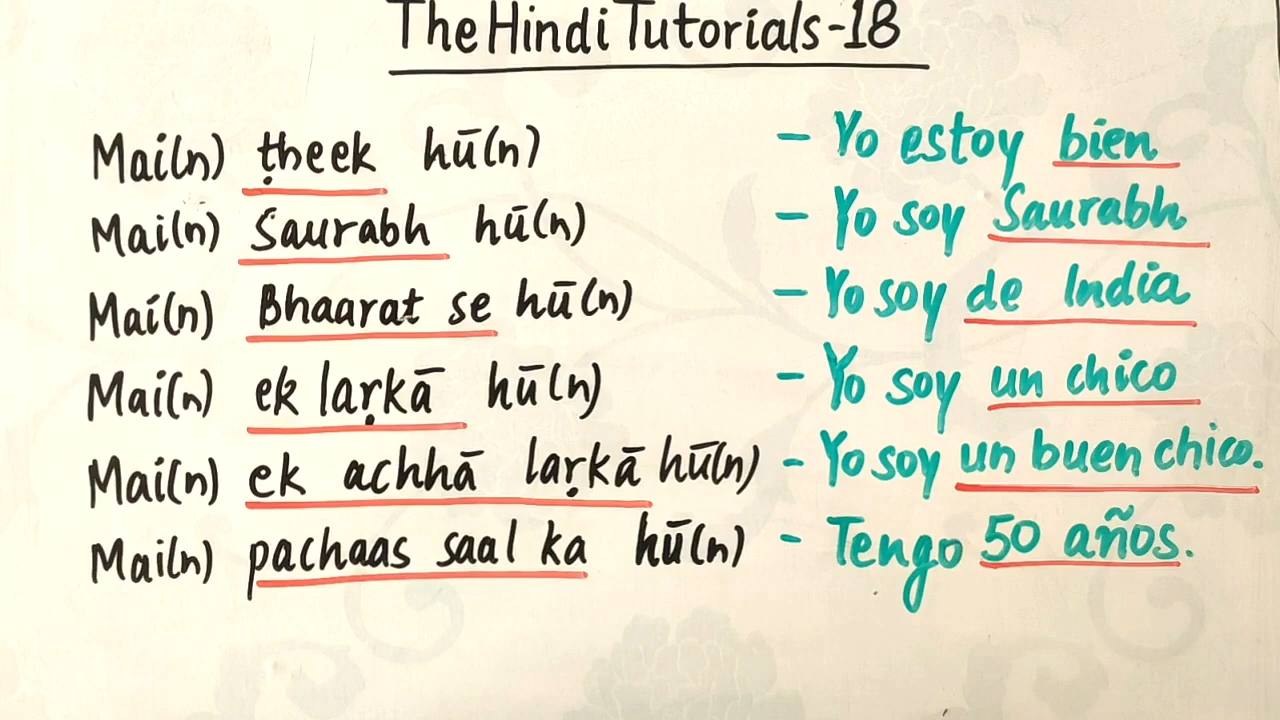 The Hindi Tutorials-18
Mai(n) ṭheek hū(n) - Yo estoy bien
Mai(n) Saurabh hū(n) - Yo soy Saurabh
Mai(n) Bhaarat se hū(n) - Yo soy de India
Mai(n) ek laṛkā hū(n) - Yo soy un chico
Mai(n) ek achhā laṛkā hū(n) - Yo soy un buen chico.
Mai(n) pachaas saal ka hū(n) - Tengo 50 años.